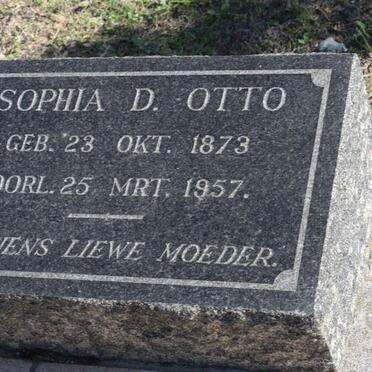 SOPHIA D. OTTO
GEB. 23 OKT. 1873
OORL. 25 MRT. 1957.
LIEWE MOEDER.